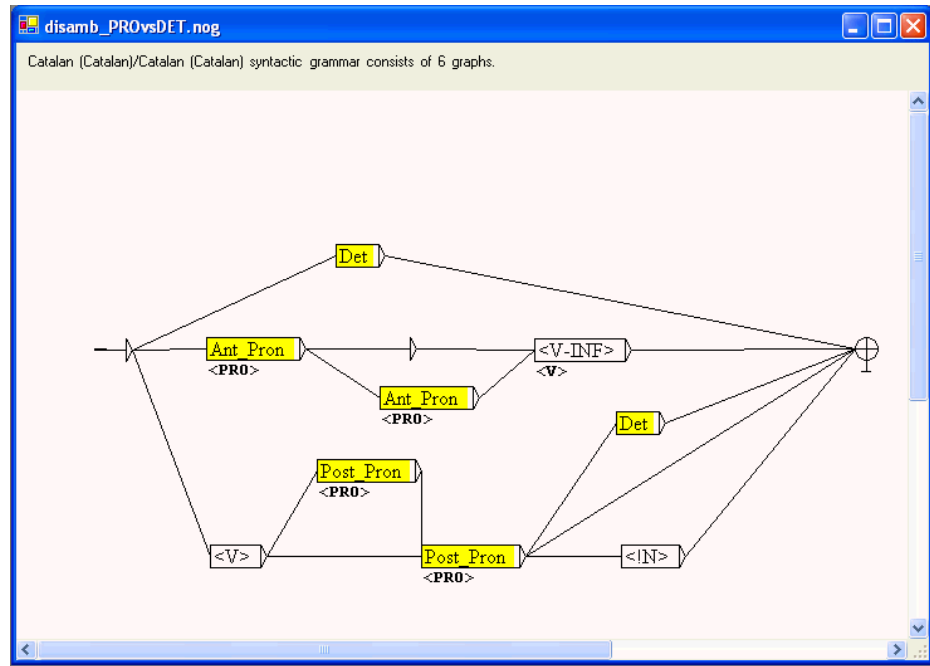 disamb_PROvsDET.nog
Catalan (Catalan)/Catalan (Catalan) syntactic grammar consists of 6 graphs.
Det
Ant_Pron
<PRO>
<V-INF>
<V>
Ant_Pron
<PRO>
Det
Post_Pron
<PRO>
<V>
Post_Pron
<PRO>
<!N>